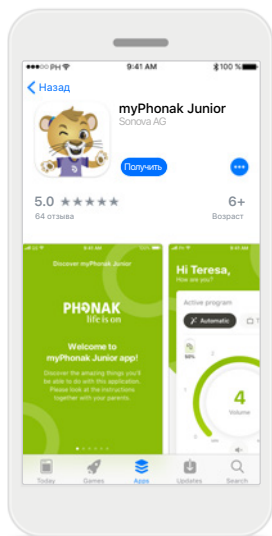 PH 9:41 AM 100 %
Назад
myPhonak Junior
Sonova AG
Получить
5.0 ★★★★★ 6+
64 отзыва Возраст
Discover myPhonak Junior
PHONAK
life is on
Welcome to
myPhonak Junior app!
Discover the amazing things you'll
be able to do with this application.
Please look at the instructions
together with your parents.
Hi Teresa,
How are you?
Active program
Automatic
50%
4
Volume
Today Games Apps Updates Search